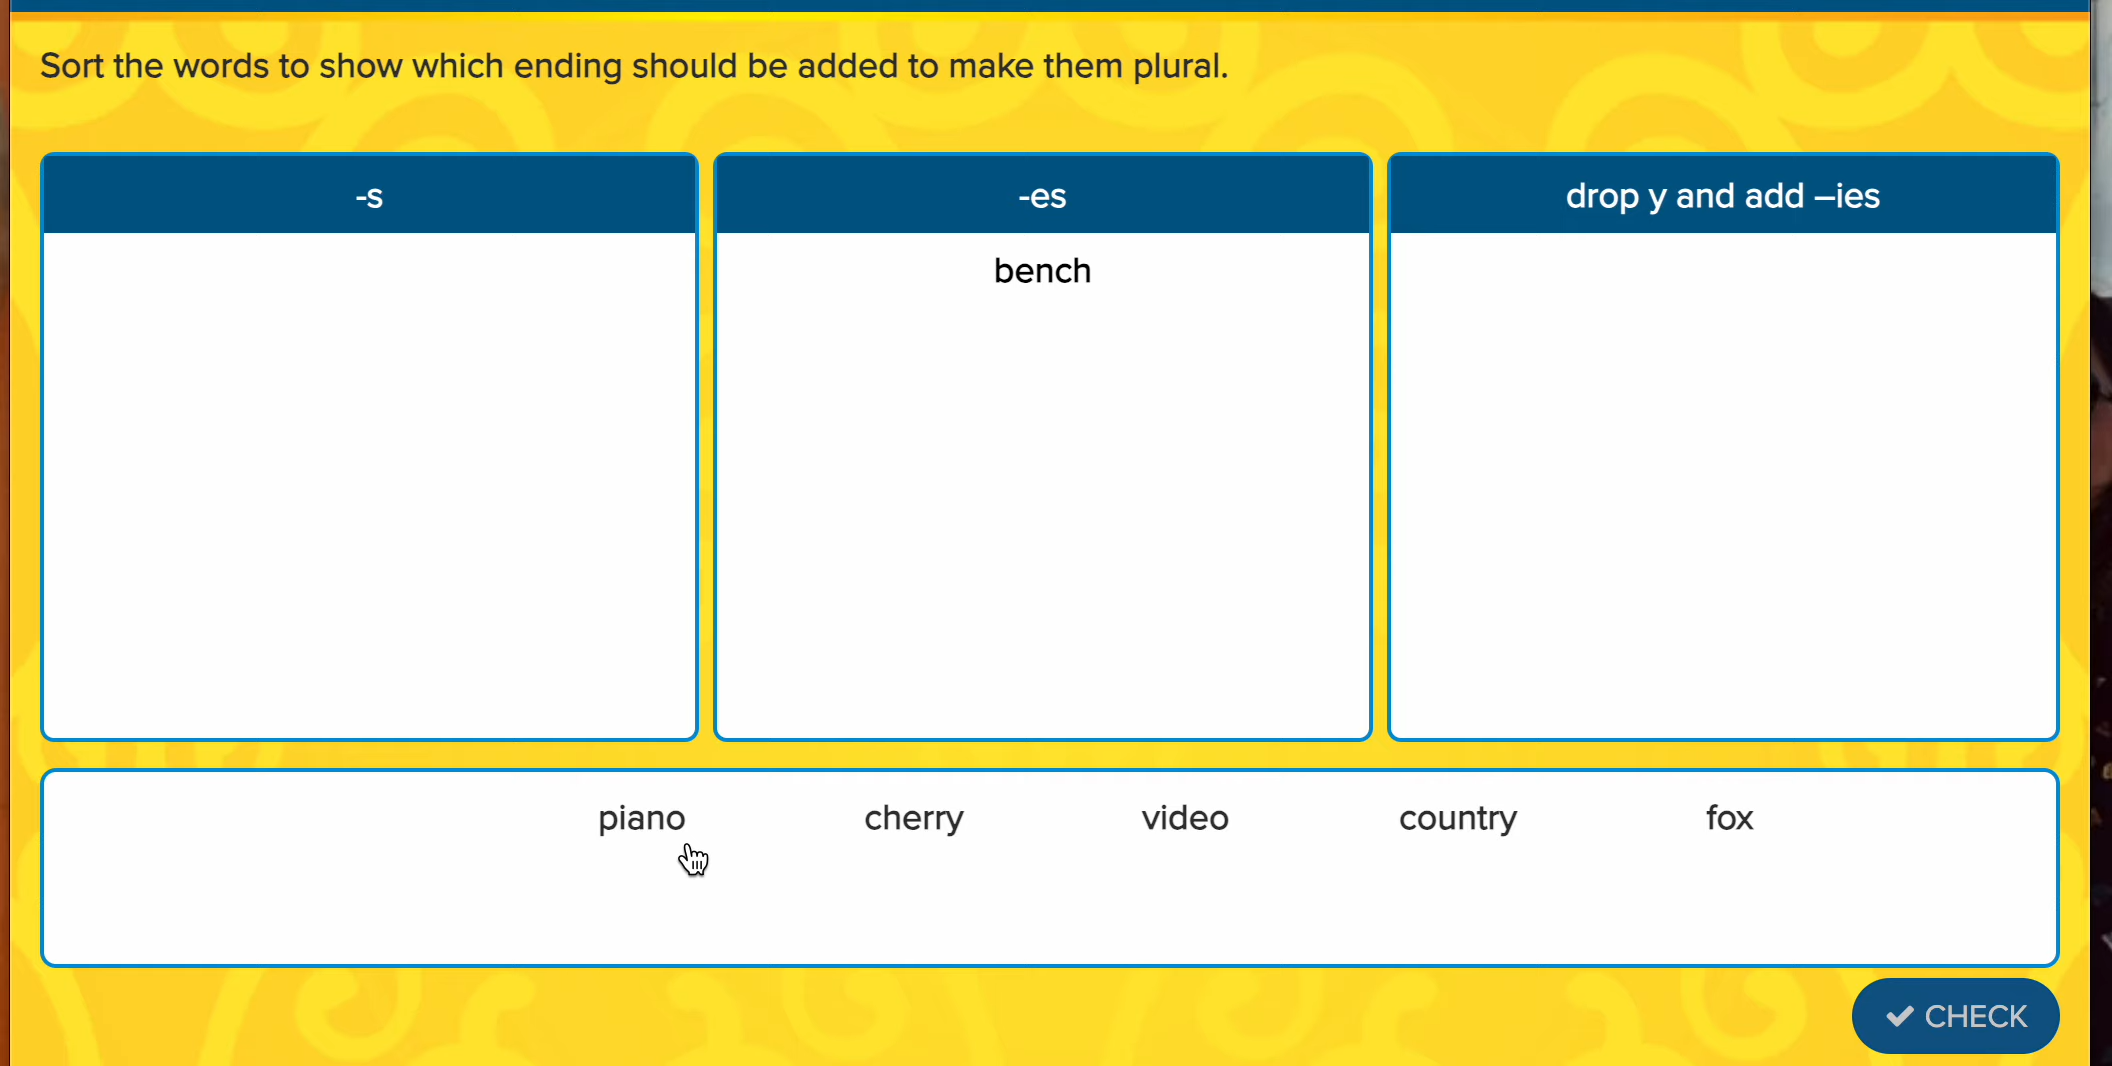 Sort the words to show which ending should be added to make them plural.
-s
-es
drop y and add –ies
bench
piano
cherry
video
country
fox
CHECK